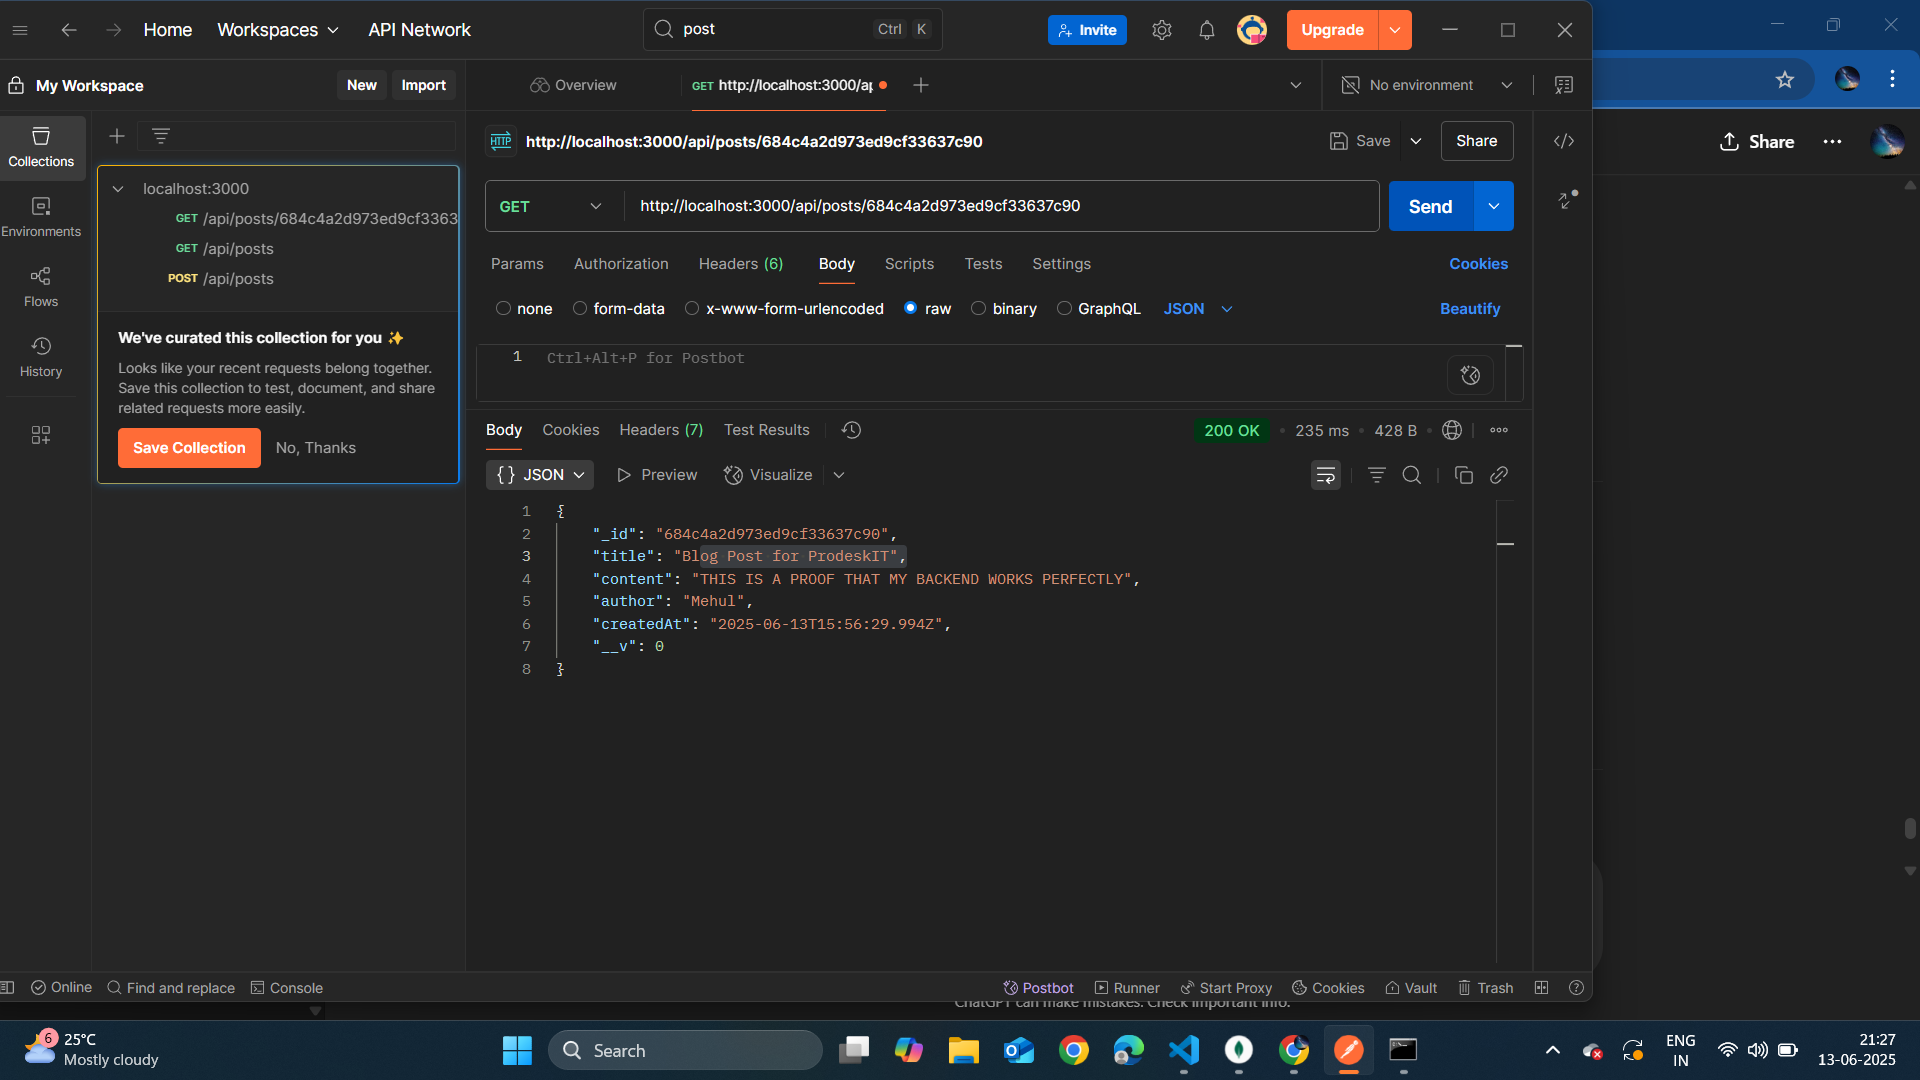 Home
Workspaces
API Network
post
Ctrl K
Invite
Upgrade
My Workspace
New
Import
Overview
GET http://localhost:3000/ap
No environment
Collections
Environments
Flows
History
localhost:3000
GET /api/posts/684c4a2d973ed9cf3363
GET /api/posts
POST /api/posts
We've curated this collection for you ✨
Looks like your recent requests belong together.
Save this collection to test, document, and share
related requests more easily.
Save Collection
No, Thanks
HTTP http://localhost:3000/api/posts/684c4a2d973ed9cf33637c90
Save
Share
Share
GET
http://localhost:3000/api/posts/684c4a2d973ed9cf33637c90
Send
Params
Authorization
Headers (6)
Body
Scripts
Tests
Settings
Cookies
none
form-data
x-www-form-urlencoded
raw
binary
GraphQL
JSON
Beautify
1 Ctrl+Alt+P for Postbot
Body
Cookies
Headers (7)
Test Results
200 OK • 235 ms • 428 B
{} JSON
Preview
Visualize
1 {
2 "_id": "684c4a2d973ed9cf33637c90",
3 "title": "Blog Post for ProdeskIT",
4 "content": "THIS IS A PROOF THAT MY BACKEND WORKS PERFECTLY",
5 "author": "Mehul",
6 "createdAt": "2025-06-13T15:56:29.994Z",
7 "__v": 0
8 }
Online
Find and replace
Console
Postbot
Runner
Start Proxy
Cookies
Vault
Trash
ChatGPT can make mistakes. Check important info.
6
25°C
Mostly cloudy
Search
ENG
IN
21:27
13-06-2025